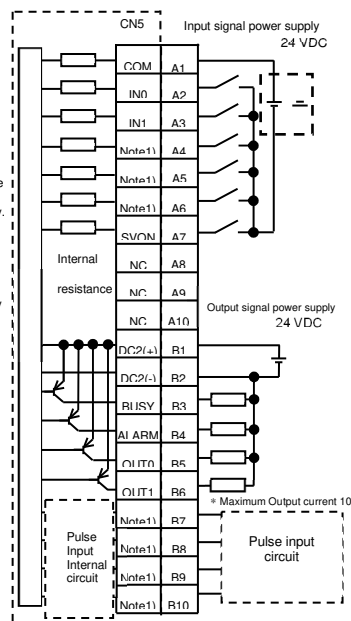 CN5
Input signal power supply
24 VDC
COM A1
IN0 A2
IN1 A3
Note1) A4
Note1) A5
Note1) A6
SVON A7
Internal
resistance
NC A8
NC A9
NC A10
Output signal power supply
24 VDC
DC2(+) B1
DC2(-) B2
BUSY B3
ALARM B4
OUT0 B5
OUT1 B6
* Maximum Output current 10
Note1) B7
Note1) B8
Note1) B9
Note1) B10
Pulse
Input
Internal
circuit
Pulse input
circuit